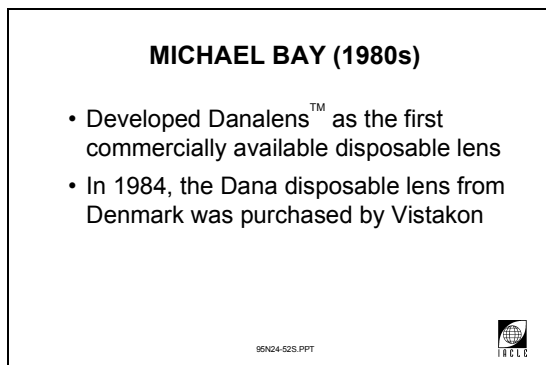 MICHAEL BAY (1980s)
• Developed Danalens™ as the first
commercially available disposable lens
• In 1984, the Dana disposable lens from
Denmark was purchased by Vistakon
95N24-52S.PPT
IACLE